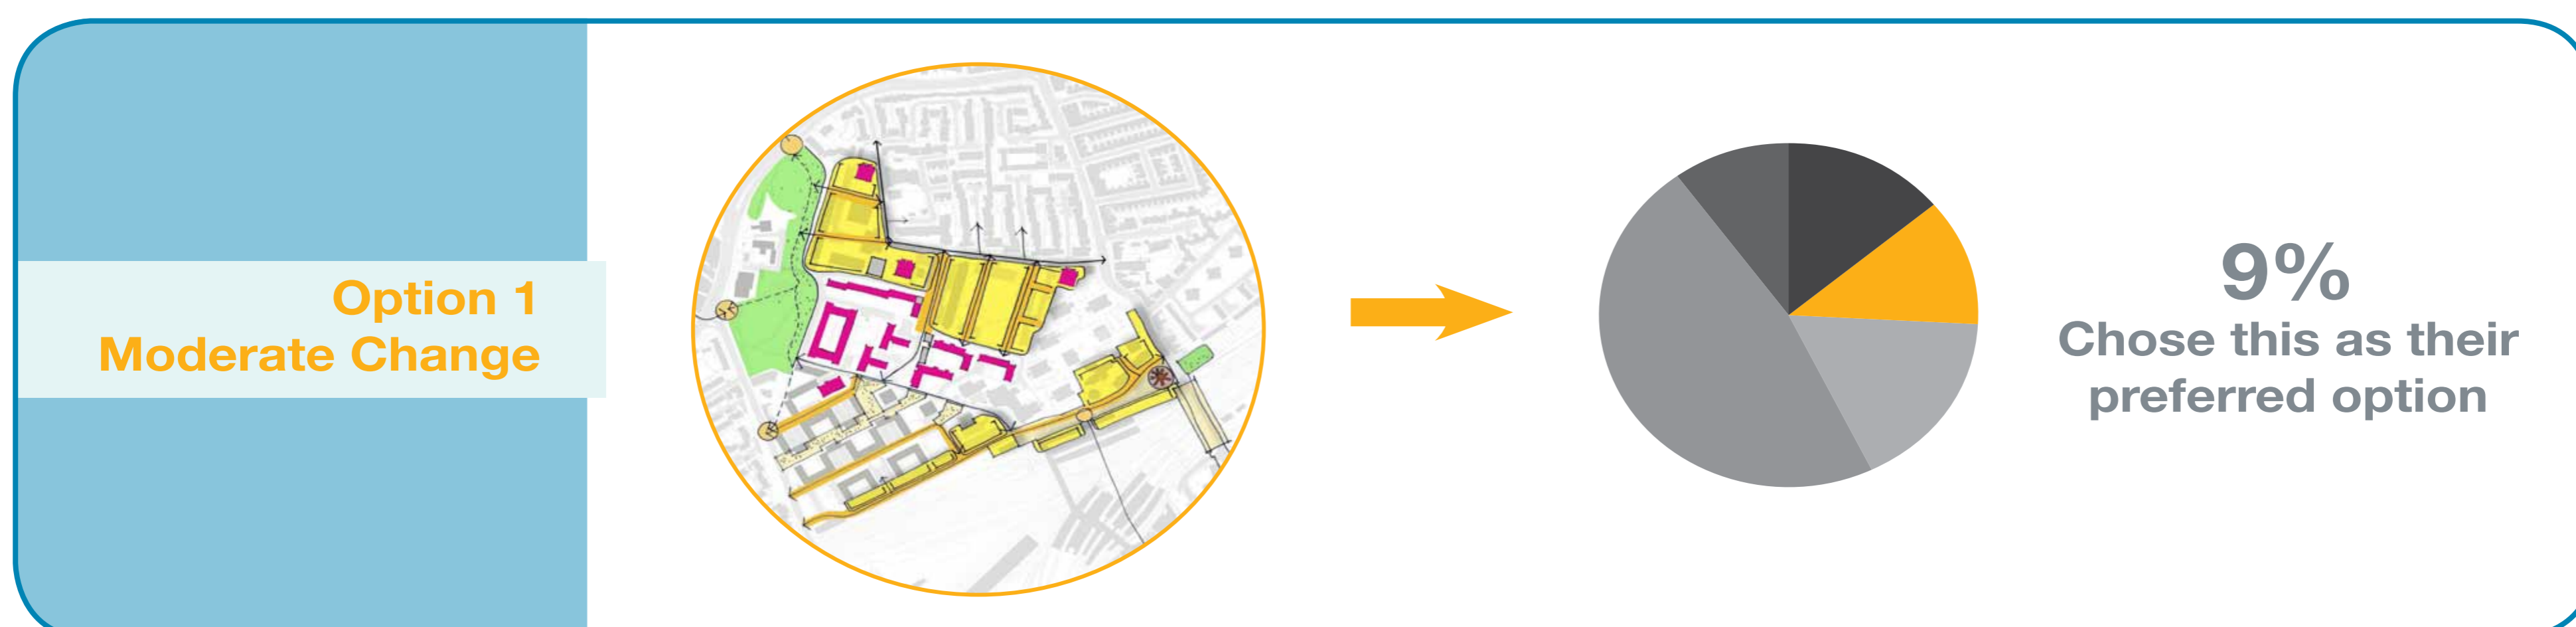 Option 1
Moderate Change
9%
Chose this as their
preferred option